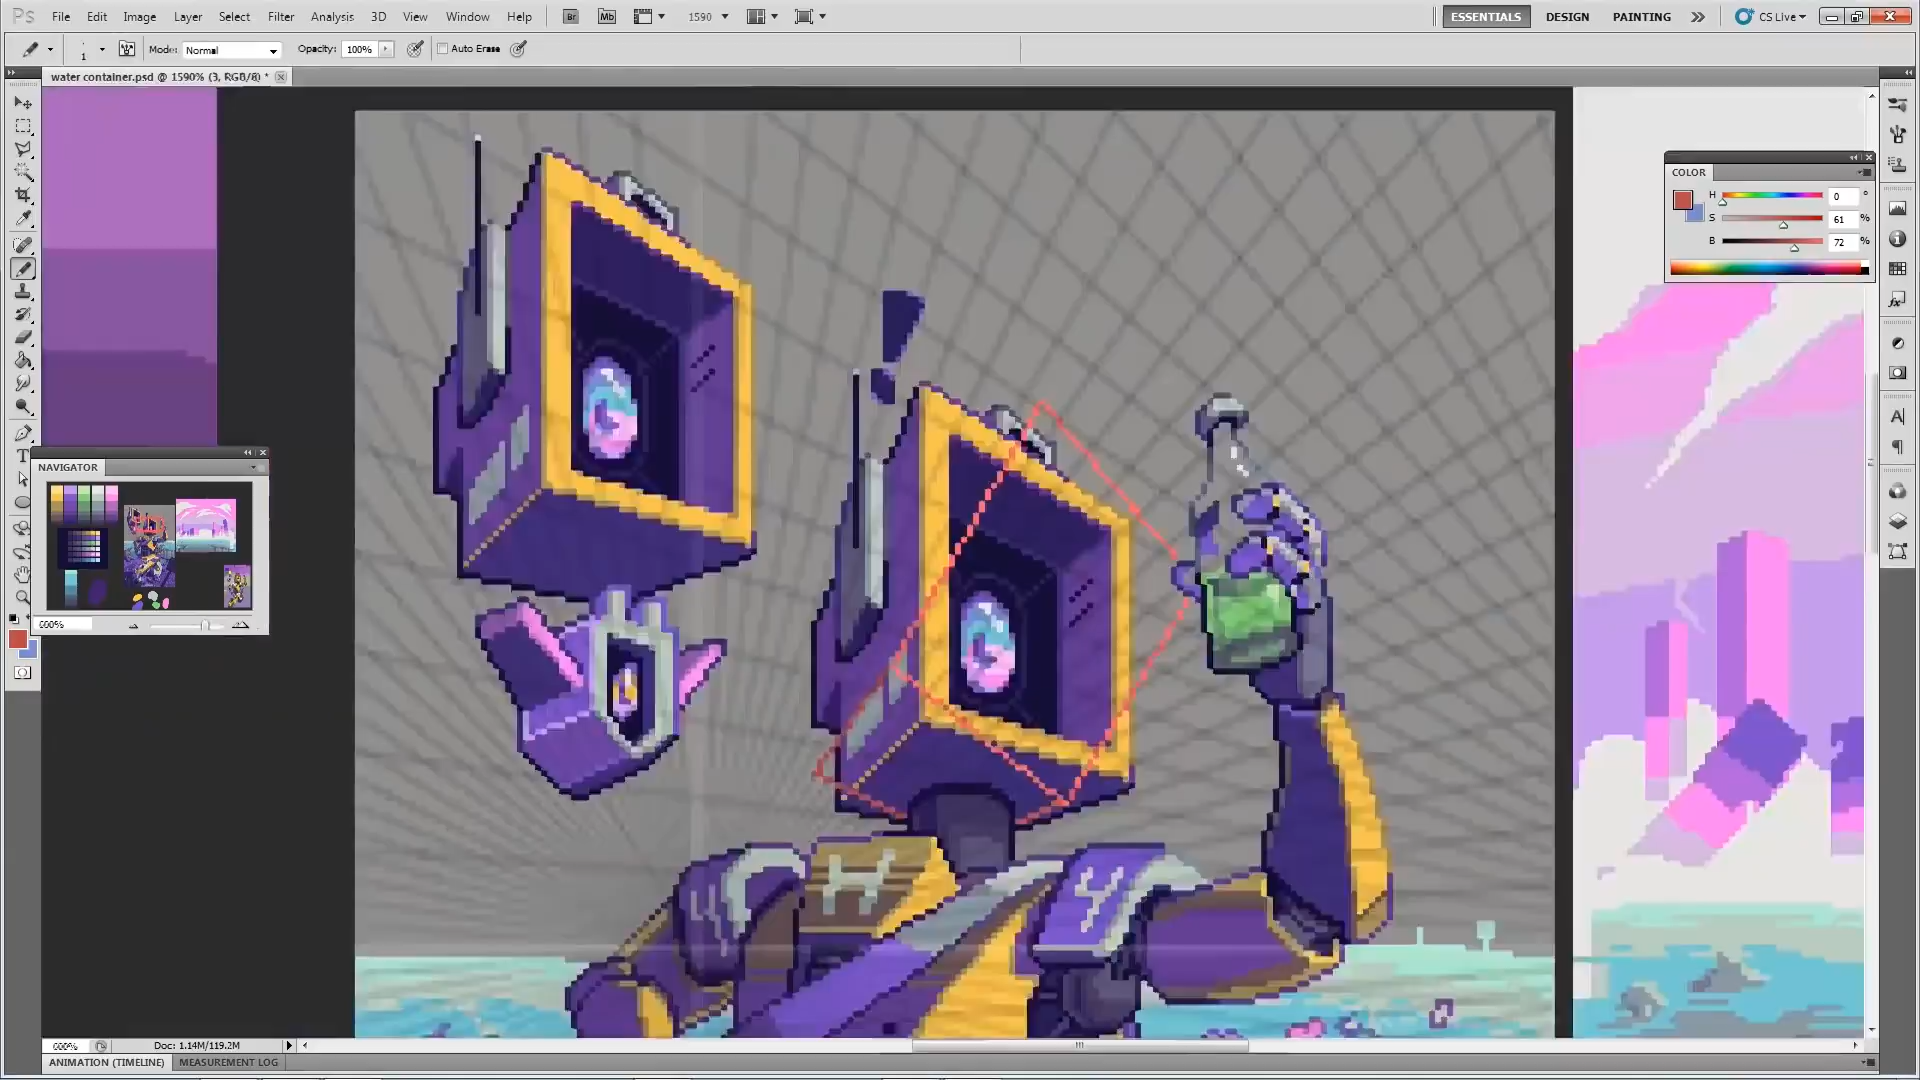 Ps File Edit Image Layer Select Filter Analysis 3D View Window Help Br Mb 1590 ESSENTIALS DESIGN PAINTING CS Live
1 Mode: Normal Opacity: 100% Auto Erase
water container.psd @ 1590% (3, RGB/8) *
COLOR
H 0 °
S 61 %
B 72 %
NAVIGATOR
600%
600% Doc: 1.14M/119.2M
ANIMATION (TIMELINE) MEASUREMENT LOG